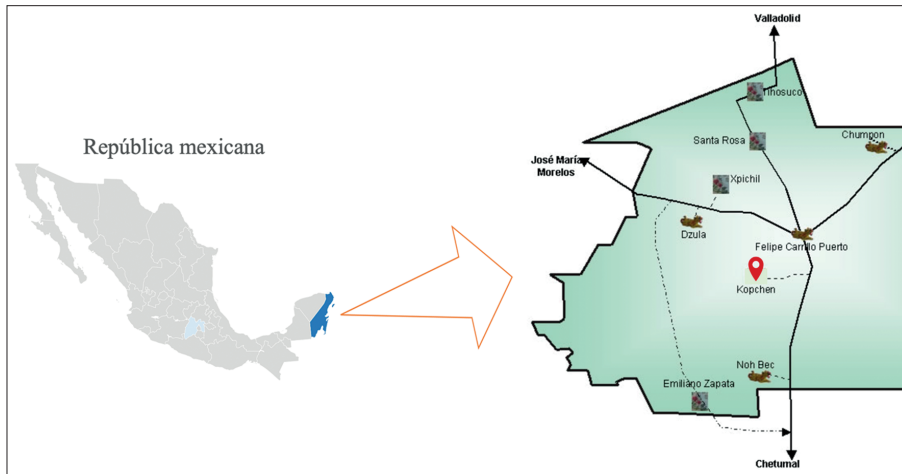 República mexicana
Valladolid
Tihosuco
Santa Rosa
Chumpon
José María
Morelos
Xpichil
Dzula
Felipe Carrillo Puerto
Kopchen
Noh Bec
Emiliano Zapata
Chetumal